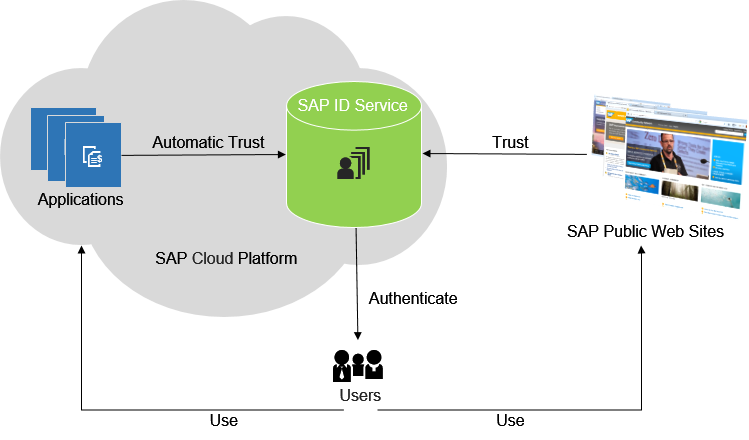 SAP ID Service
Automatic Trust
Trust
Applications
SAP Public Web Sites
SAP Cloud Platform
Authenticate
Users
Use
Use